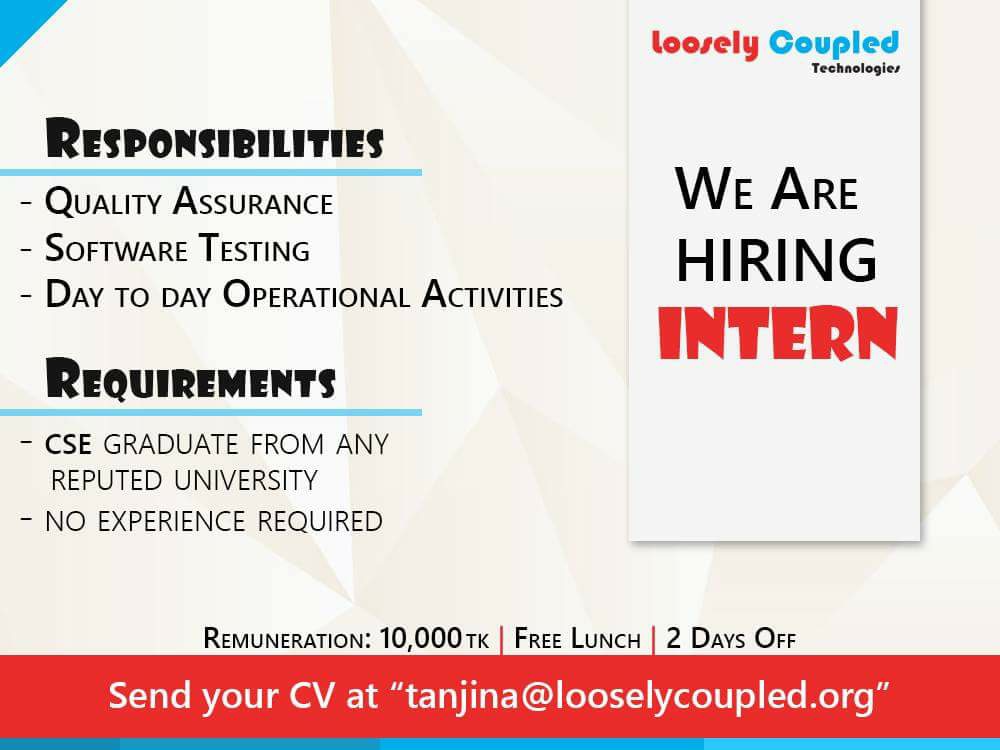 Loosely Coupled
Technologies
We Are
HIRING
INTERN
Responsibilities
- Quality Assurance
- Software Testing
- Day to day Operational Activities
Requirements
- CSE graduate from any
reputed university
- no experience required
Remuneration: 10,000 tk | Free Lunch | 2 Days Off
Send your CV at “tanjina@looselycoupled.org”